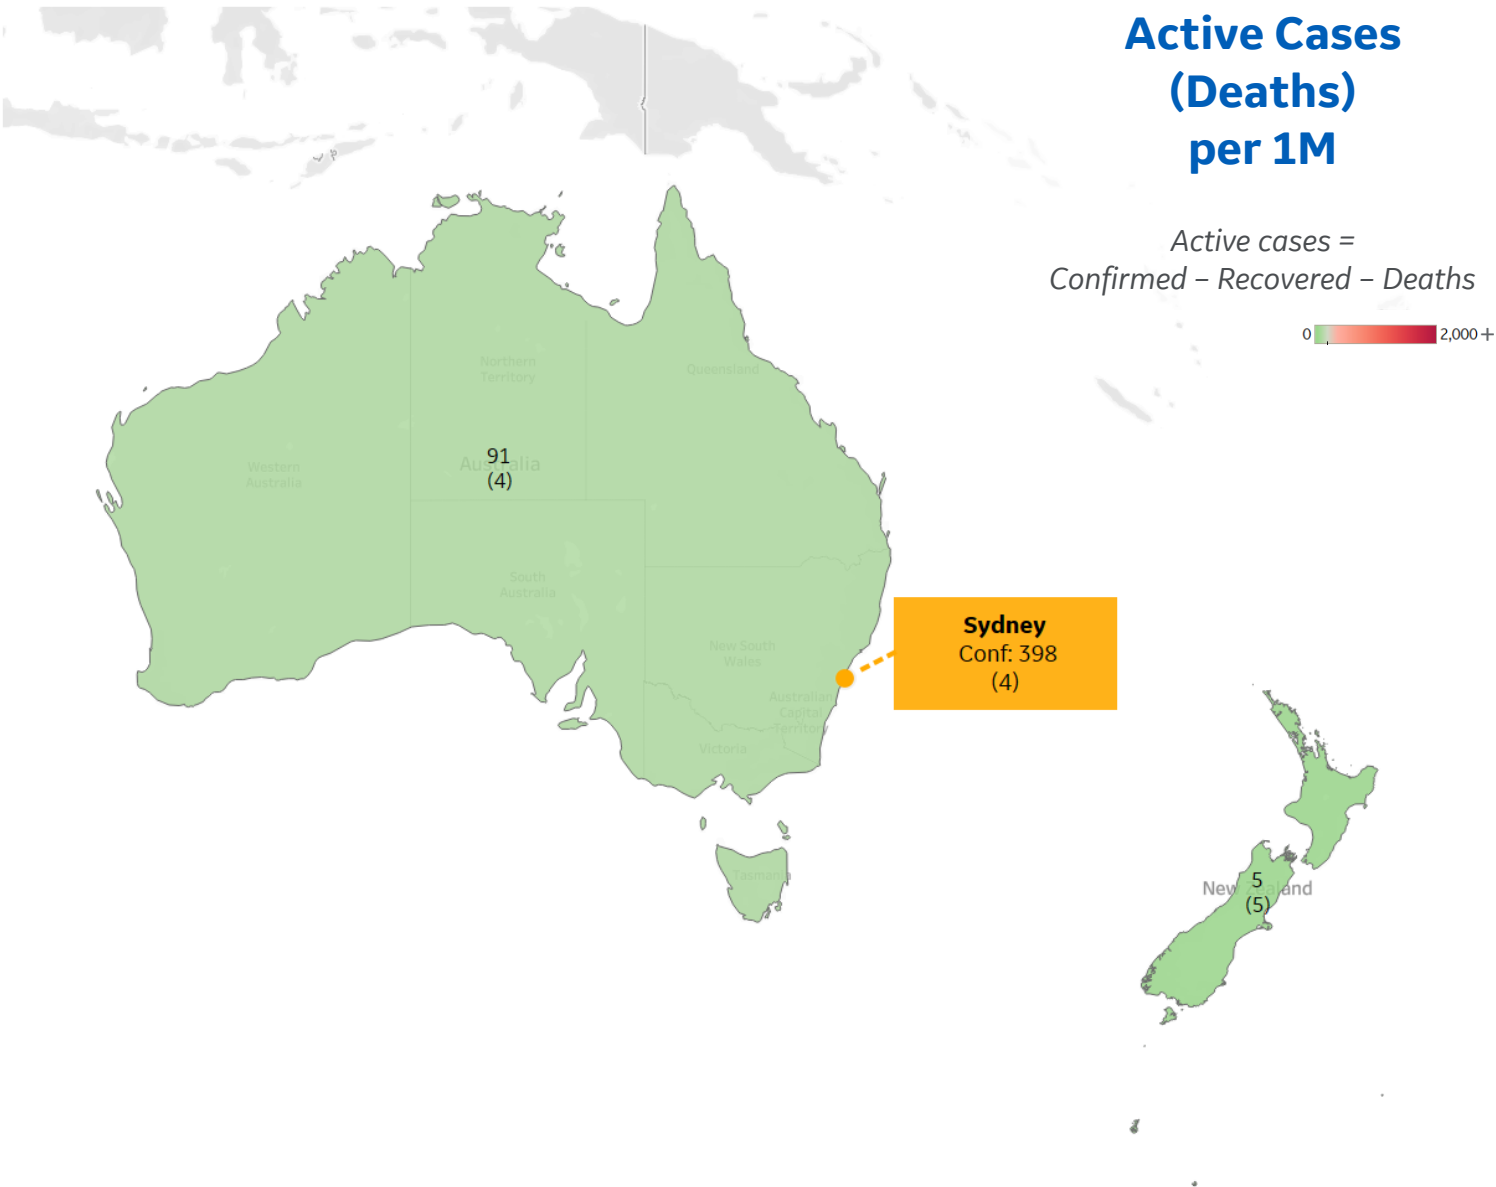 Active Cases
(Deaths)
per 1M
Active cases =
Confirmed – Recovered – Deaths
0
2,000 +
Northern
Territory
Queensland
91
Australia
(4)
Western
Australia
South
Australia
Sydney
Conf: 398
(4)
New South
Wales
Australian
Capital
Territory
Victoria
Tasmania
5
New Zealand
(5)